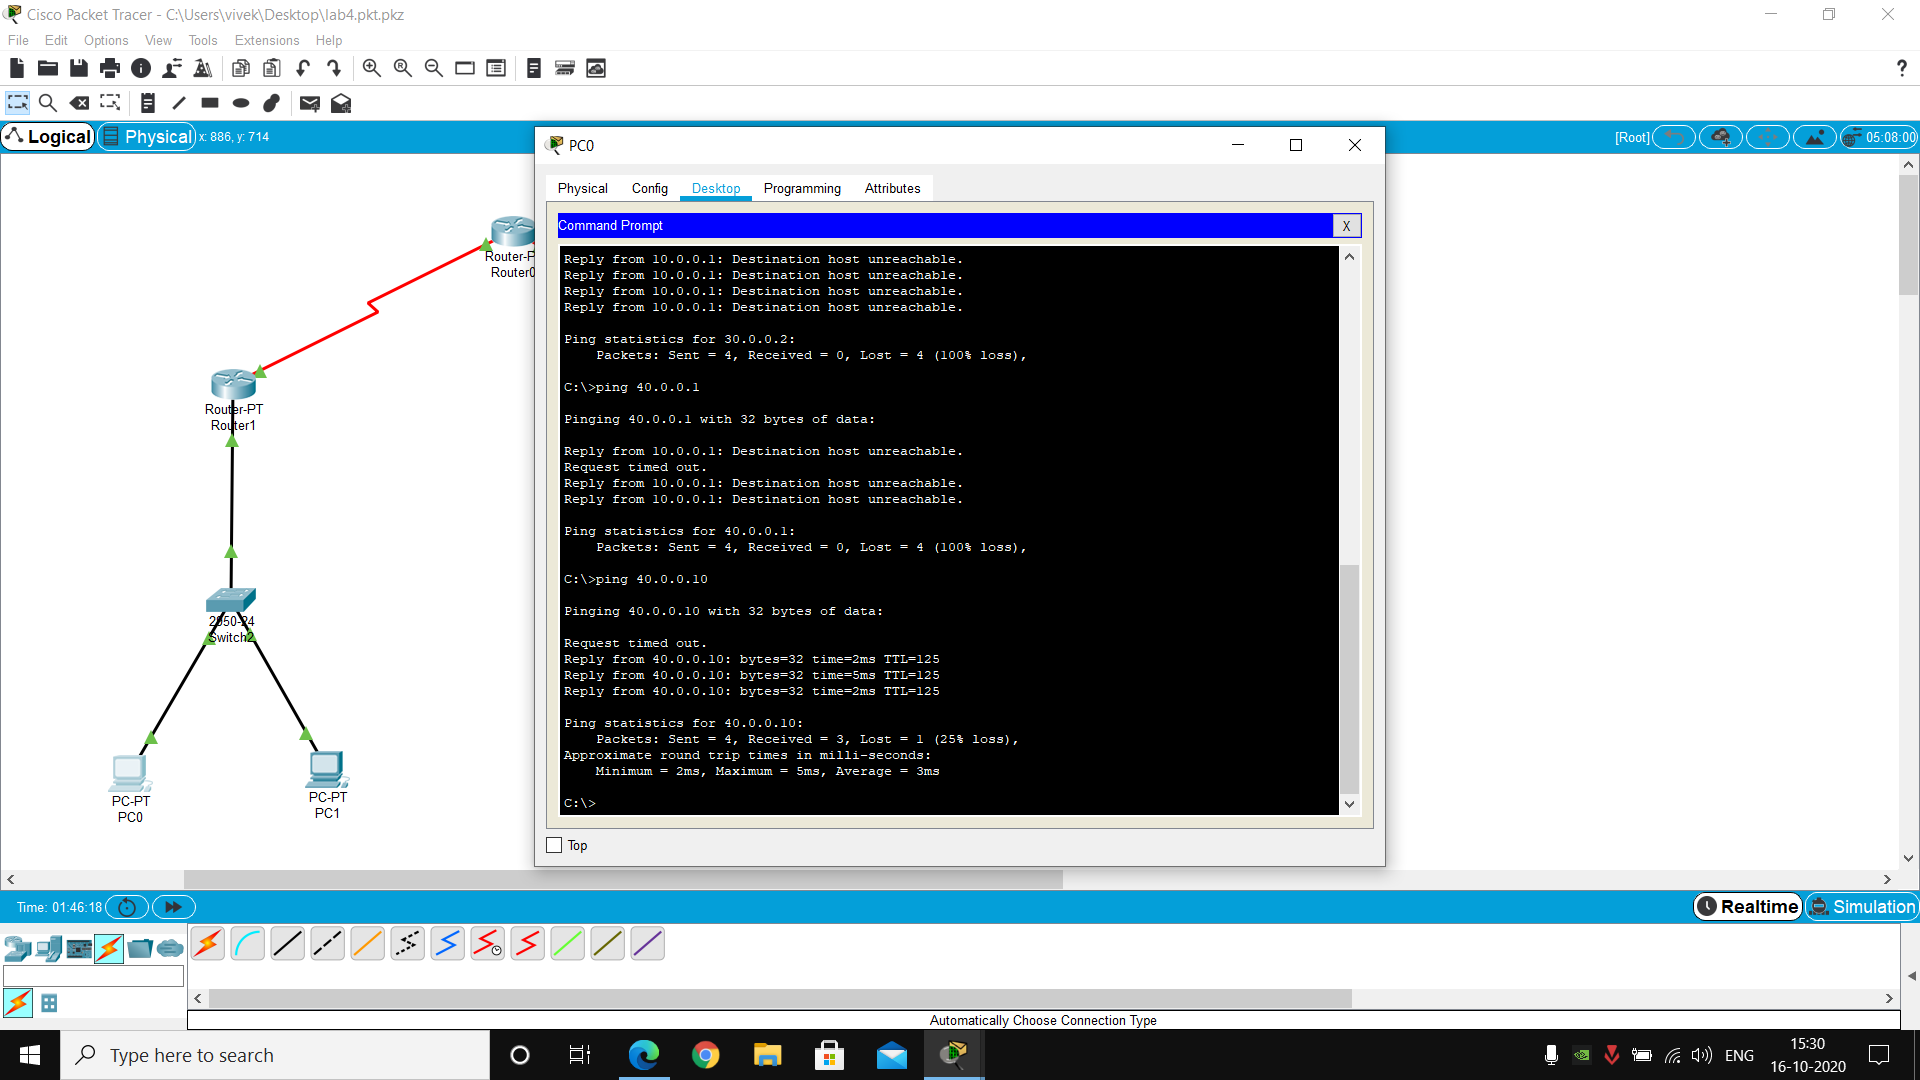 Cisco Packet Tracer - C:\Users\vivek\Desktop\lab4.pkt.pkz
File Edit Options View Tools Extensions Help
?
Logical Physical x: 886, y: 714
[Root] 05:08:00
Router-P
Router0
Router-PT
Router1
2950-24
Switch2
PC-PT
PC0
PC-PT
PC1
PC0
Physical Config Desktop Programming Attributes
Command Prompt X
Reply from 10.0.0.1: Destination host unreachable.
Reply from 10.0.0.1: Destination host unreachable.
Reply from 10.0.0.1: Destination host unreachable.
Reply from 10.0.0.1: Destination host unreachable.
Ping statistics for 30.0.0.2:
Packets: Sent = 4, Received = 0, Lost = 4 (100% loss),
C:\>ping 40.0.0.1
Pinging 40.0.0.1 with 32 bytes of data:
Reply from 10.0.0.1: Destination host unreachable.
Request timed out.
Reply from 10.0.0.1: Destination host unreachable.
Reply from 10.0.0.1: Destination host unreachable.
Ping statistics for 40.0.0.1:
Packets: Sent = 4, Received = 0, Lost = 4 (100% loss),
C:\>ping 40.0.0.10
Pinging 40.0.0.10 with 32 bytes of data:
Request timed out.
Reply from 40.0.0.10: bytes=32 time=2ms TTL=125
Reply from 40.0.0.10: bytes=32 time=5ms TTL=125
Reply from 40.0.0.10: bytes=32 time=2ms TTL=125
Ping statistics for 40.0.0.10:
Packets: Sent = 4, Received = 3, Lost = 1 (25% loss),
Approximate round trip times in milli-seconds:
Minimum = 2ms, Maximum = 5ms, Average = 3ms
C:\>
Top
Time: 01:46:18
Realtime Simulation
Automatically Choose Connection Type
Type here to search
ENG
15:30
16-10-2020